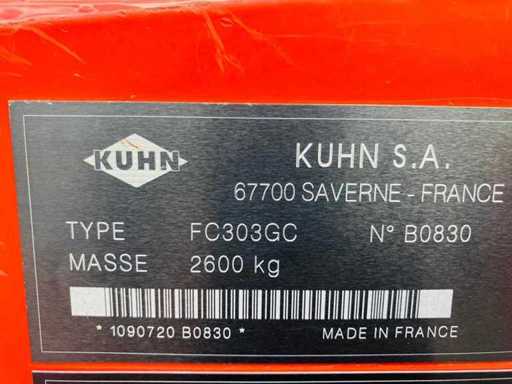 KUHN
KUHN S.A.
67700 SAVERNE - FRANCE
TYPE FC303GC N° B0830
MASSE 2600 kg
* 1090720 B0830 *
MADE IN FRANCE